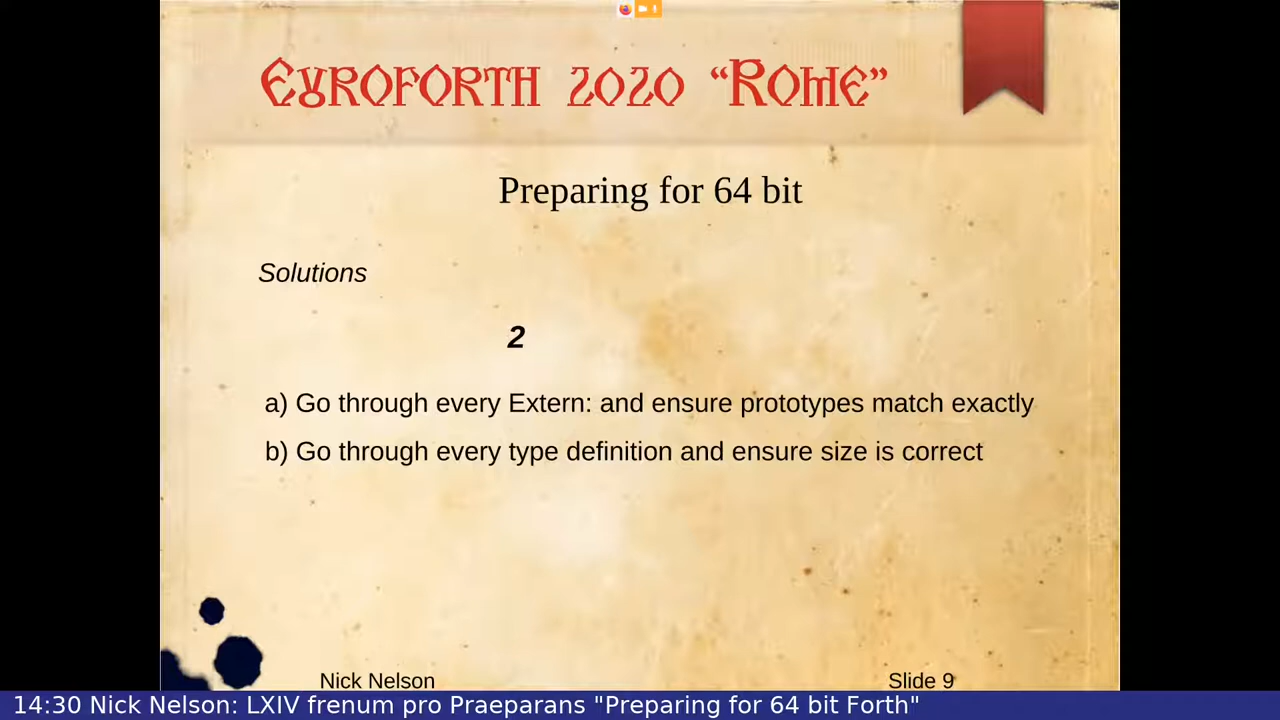 EUROFORTH 2020 “ROME”
Preparing for 64 bit
Solutions
2
a) Go through every Extern: and ensure prototypes match exactly
b) Go through every type definition and ensure size is correct
Nick Nelson
Slide 9
14:30 Nick Nelson: LXIV frenum pro Praeparans "Preparing for 64 bit Forth"